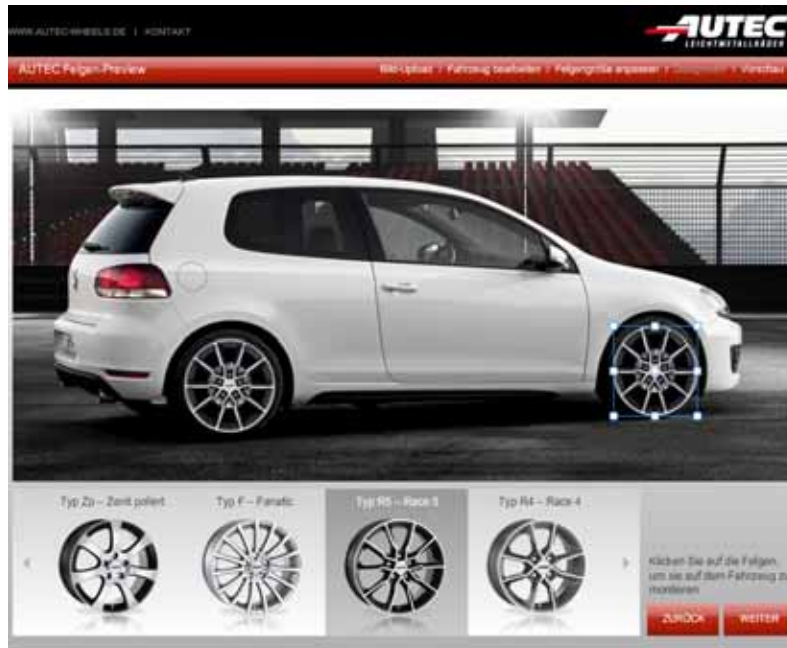 WWW.AUTEC-WHEELS.DE | KONTAKT
AUTEC
LEICHTMETALLRÄDER
AUTEC Felgen-Preview
Bild-Upload Fahrzeug bearbeiten Felgengröße anpassen Vorschau
Typ Zp – Zenit poliert Typ F – Fanatic Typ R5 – Race 5 Typ R4 – Race 4
Klicken Sie auf die Felgen,
um sie auf dem Fahrzeug zu
montieren
ZURÜCK WEITER